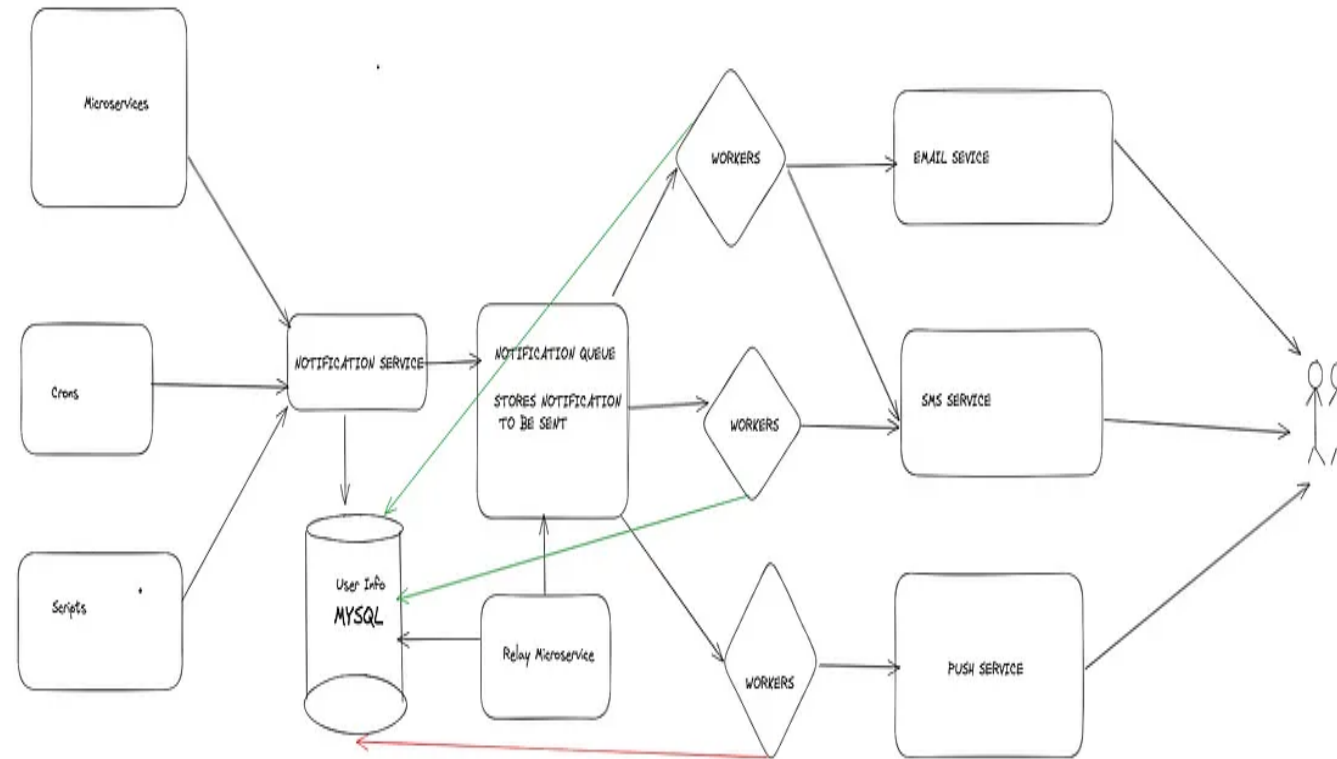 Microservices
WORKERS
EMAIL SEVICE
NOTIFICATION SERVICE
NOTIFICATION QUEUE
STORES NOTIFICATION
TO BE SENT
Crons
WORKERS
SMS SERVICE
Scripts
User Info
MYSQL
Relay Microservice
WORKERS
PUSH SERVICE